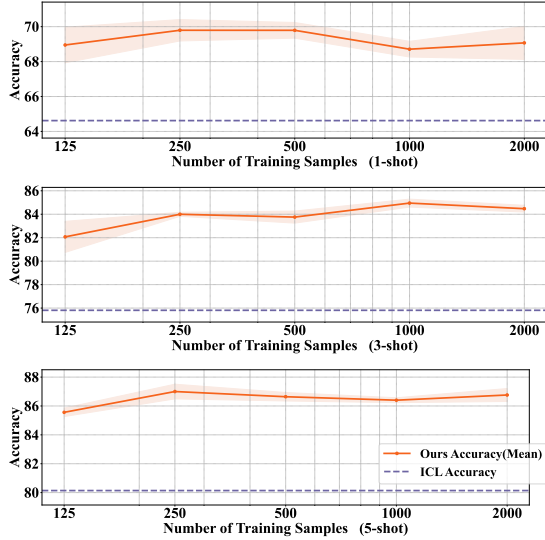 70
68
66
64
Accuracy
125 250 500 1000 2000
Number of Training Samples (1-shot)
86
84
82
80
78
76
Accuracy
125 250 500 1000 2000
Number of Training Samples (3-shot)
88
86
84
82
80
Accuracy
Ours Accuracy(Mean)
ICL Accuracy
125 250 500 1000 2000
Number of Training Samples (5-shot)